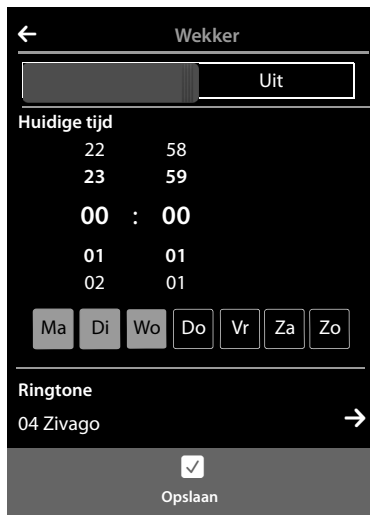 Wekker
Uit
Huidige tijd
22 58
23 59
00 : 00
01 01
02 01
Ma Di Wo Do Vr Za Zo
Ringtone
04 Zivago
Opslaan